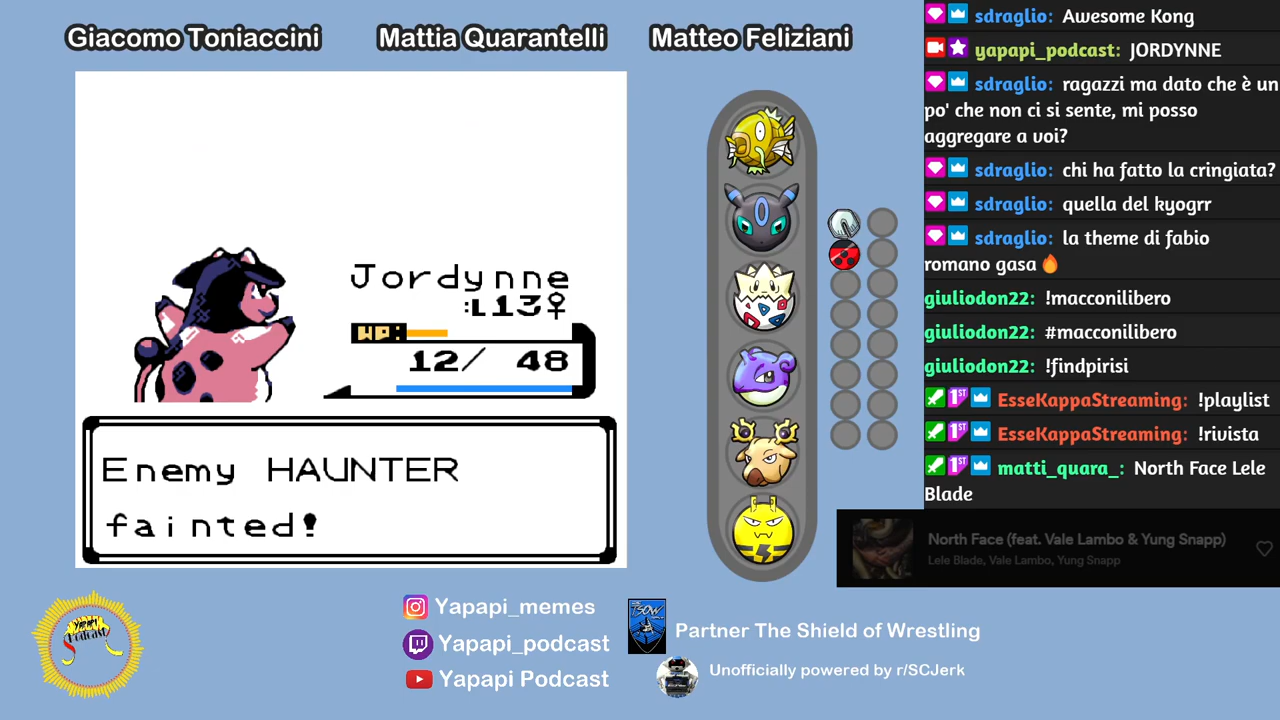 Giacomo Toniaccini
Mattia Quarantelli
Matteo Feliziani
Jordynne
:L13♀
HP:
12/ 48
Enemy HAUNTER
fainted!
sdraglio: Awesome Kong
yapapi_podcast: JORDYNNE
sdraglio: ragazzi ma dato che è un
po' che non ci si sente, mi posso
aggregare a voi?
sdraglio: chi ha fatto la cringiata?
sdraglio: quella del kyogrr
sdraglio: la theme di fabio
romano gasa🔥
giuliodon22: !macconilibero
giuliodon22: #macconilibero
giuliodon22: !findpirisi
EsseKappaStreaming: !playlist
EsseKappaStreaming: !rivista
matti_quara_: North Face Lele
Blade
North Face (feat. Vale Lambo & Yung Snapp)
Lele Blade, Vale Lambo, Yung Snapp
YAPAPI
PODCAST
Yapapi_memes
Yapapi_podcast
Yapapi Podcast
TSOW
Partner The Shield of Wrestling
Unofficially powered by r/SCJerk